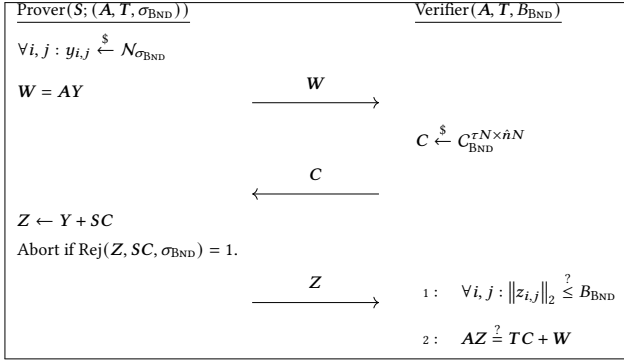 Prover(S; (A, T, σ_BND)) Verifier(A, T, B_BND)
∀i, j : y_{i,j} ←$ N_{σ_BND}
W = AY
W
C ←$ C_BND^{τN×n̂N}
C
Z ← Y + SC
Abort if Rej(Z, SC, σ_BND) = 1.
Z
1 : ∀i, j : ‖z_{i,j}‖₂ ≤? B_BND
2 : AZ =? TC + W